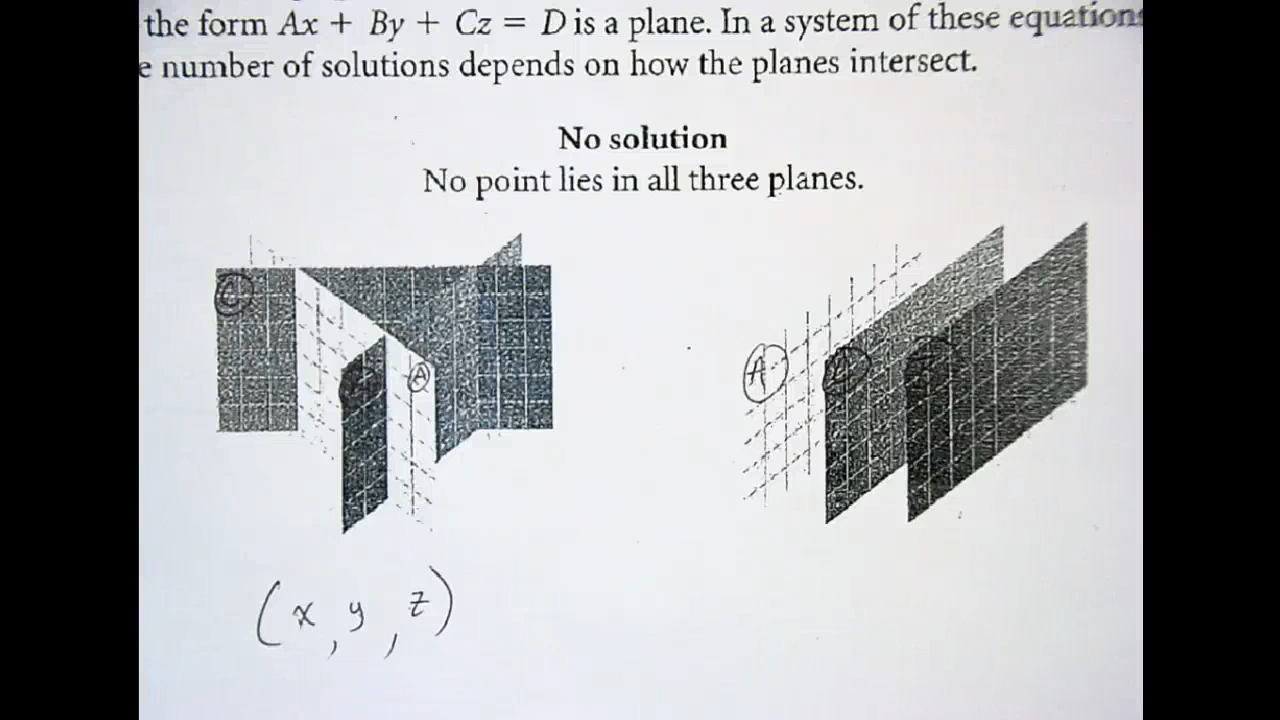 the form Ax + By + Cz = D is a plane. In a system of these equations
e number of solutions depends on how the planes intersect.
No solution
No point lies in all three planes.
C
A
A
(x, y, z)